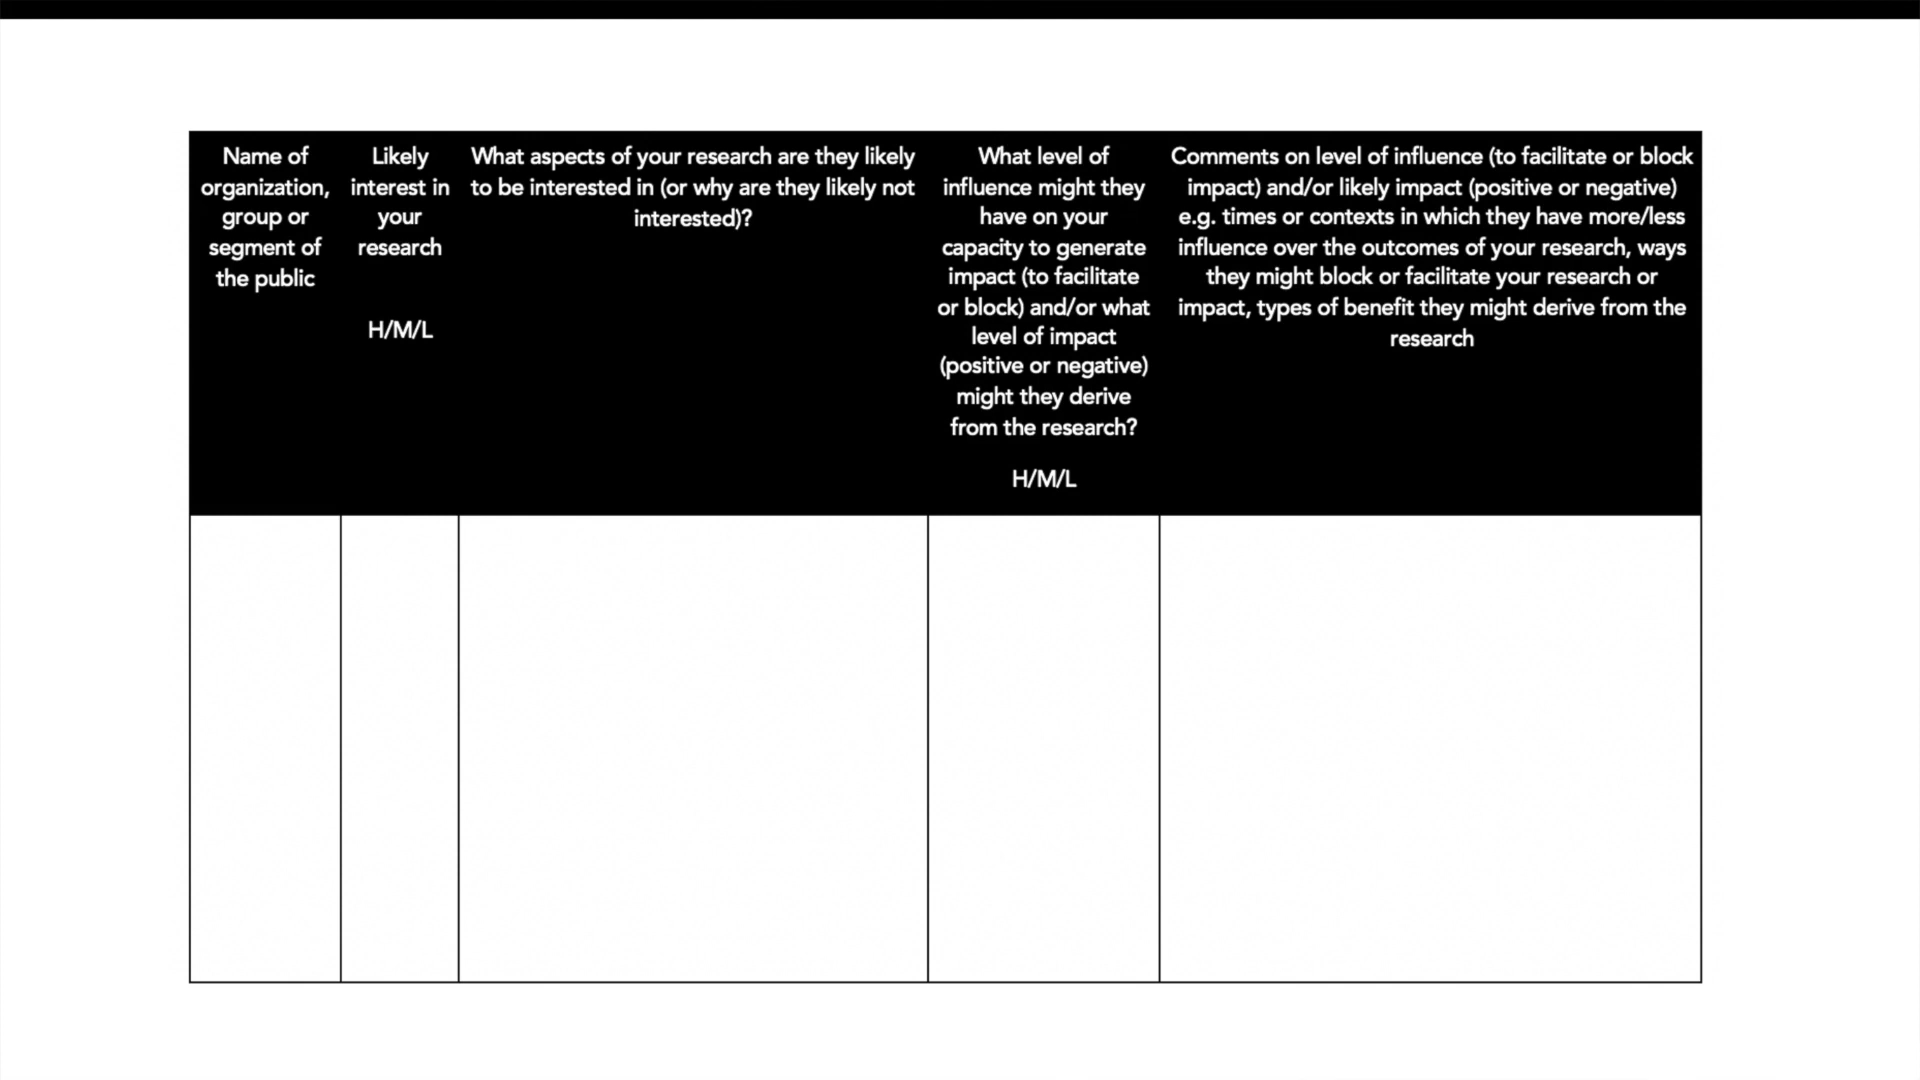 Name of
organization,
group or
segment of
the public
Likely
interest in
your
research
H/M/L
What aspects of your research are they likely
to be interested in (or why are they likely not
interested)?
What level of
influence might they
have on your
capacity to generate
impact (to facilitate
or block) and/or what
level of impact
(positive or negative)
might they derive
from the research?
H/M/L
Comments on level of influence (to facilitate or block
impact) and/or likely impact (positive or negative)
e.g. times or contexts in which they have more/less
influence over the outcomes of your research, ways
they might block or facilitate your research or
impact, types of benefit they might derive from the
research